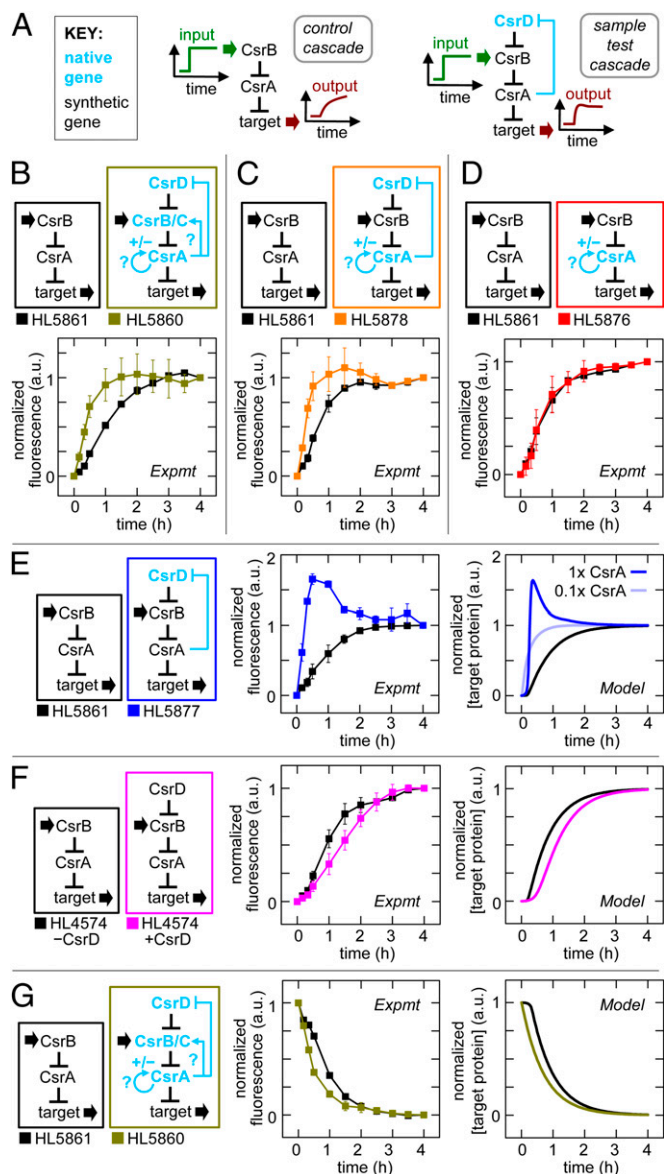 A
KEY:
native
gene
synthetic
gene
input
time
CsrB
CsrA
target
control
cascade
output
time
input
time
CsrD
CsrB
CsrA
target
sample
test
cascade
output
time
B
CsrB
CsrA
target
HL5861
CsrD
CsrB/C
+/−
?
?
CsrA
target
HL5860
normalized
fluorescence (a.u.)
1
0
Expmt
0 1 2 3 4
time (h)
C
CsrB
CsrA
target
HL5861
CsrD
CsrB
+/−
?
CsrA
target
HL5878
normalized
fluorescence (a.u.)
1
0
Expmt
0 1 2 3 4
time (h)
D
CsrB
CsrA
target
HL5861
CsrB
+/−
?
CsrA
target
HL5876
normalized
fluorescence (a.u.)
1
0
Expmt
0 1 2 3 4
time (h)
E
CsrB
CsrA
target
HL5861
CsrD
CsrB
CsrA
target
HL5877
normalized
fluorescence (a.u.)
2
1
0
Expmt
0 1 2 3 4
time (h)
normalized
[target protein] (a.u.)
2
1
0
1x CsrA
0.1x CsrA
Model
0 1 2 3 4
time (h)
F
CsrB
CsrA
target
HL4574
−CsrD
CsrD
CsrB
CsrA
target
HL4574
+CsrD
normalized
fluorescence (a.u.)
1
0
Expmt
0 1 2 3 4
time (h)
normalized
[target protein] (a.u.)
1
0
Model
0 1 2 3 4
time (h)
G
CsrB
CsrA
target
HL5861
CsrD
CsrB/C
+/−
?
?
CsrA
target
HL5860
normalized
fluorescence (a.u.)
1
0
Expmt
0 1 2 3 4
time (h)
normalized
[target protein] (a.u.)
1
0
Model
0 1 2 3 4
time (h)